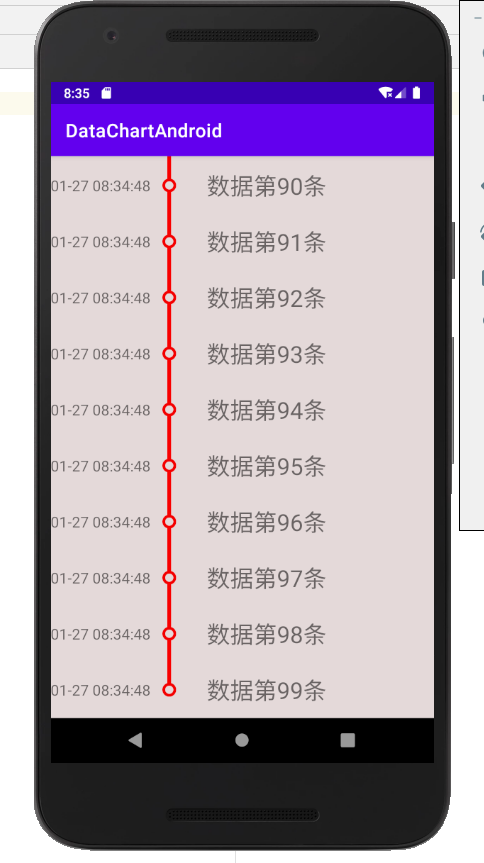 8:35
DataChartAndroid
01-27 08:34:48 数据第90条
01-27 08:34:48 数据第91条
01-27 08:34:48 数据第92条
01-27 08:34:48 数据第93条
01-27 08:34:48 数据第94条
01-27 08:34:48 数据第95条
01-27 08:34:48 数据第96条
01-27 08:34:48 数据第97条
01-27 08:34:48 数据第98条
01-27 08:34:48 数据第99条